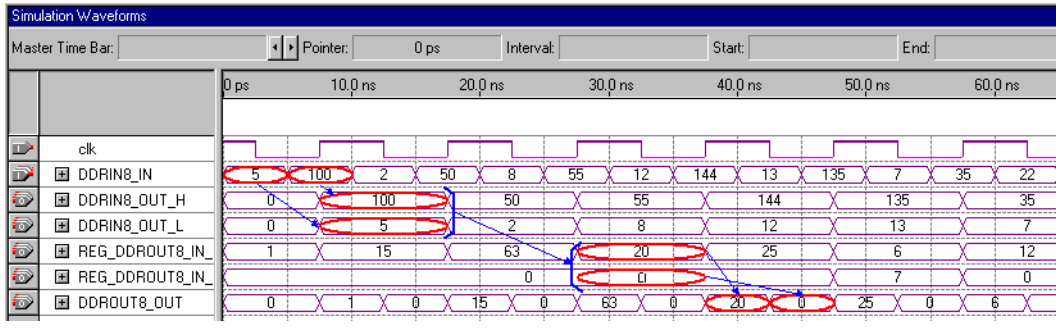 Simulation Waveforms
Master Time Bar: Pointer: 0 ps Interval: Start: End:
0 ps 10.0 ns 20.0 ns 30.0 ns 40.0 ns 50.0 ns 60.0 ns
clk
DDRIN8_IN 5 100 2 50 8 55 12 144 13 135 7 35 22
DDRIN8_OUT_H 0 100 50 55 144 135 35
DDRIN8_OUT_L 0 5 2 8 12 13 7
REG_DDROUT8_IN_ 1 15 63 20 25 6 12
REG_DDROUT8_IN_ 0 0 7 0
DDROUT8_OUT 0 1 0 15 0 63 0 20 0 25 0 6